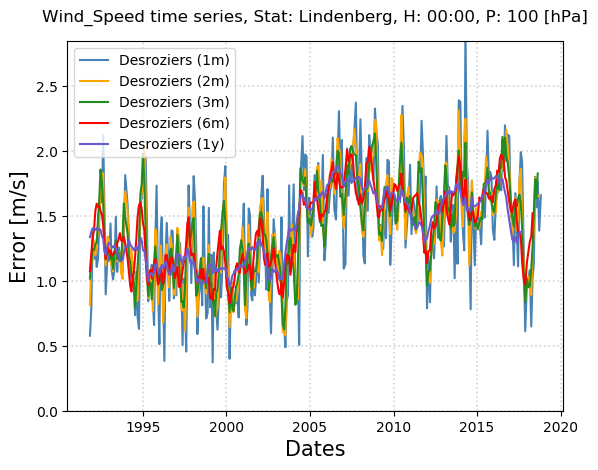 Wind_Speed time series, Stat: Lindenberg, H: 00:00, P: 100 [hPa]
Desroziers (1m)
Desroziers (2m)
Desroziers (3m)
Desroziers (6m)
Desroziers (1y)
Error [m/s]
2.5
2.0
1.5
1.0
0.5
0.0
1995 2000 2005 2010 2015 2020
Dates